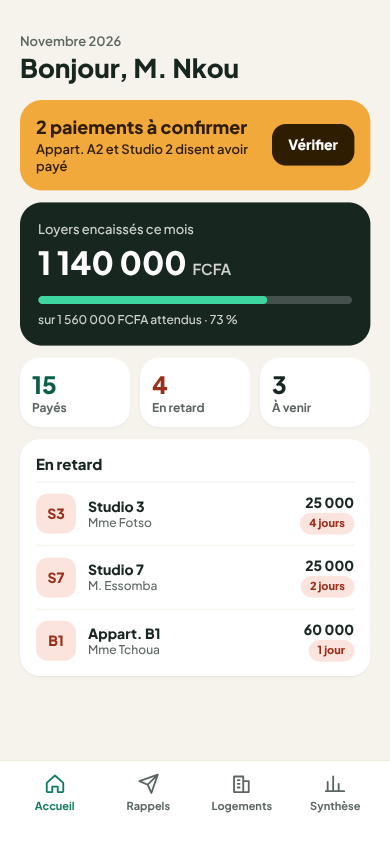 Novembre 2026
Bonjour, M. Nkou
2 paiements à confirmer
Appart. A2 et Studio 2 disent avoir
payé
Vérifier
Loyers encaissés ce mois
1 140 000 FCFA
sur 1 560 000 FCFA attendus · 73 %
15
Payés
4
En retard
3
À venir
En retard
S3
Studio 3
Mme Fotso
25 000
4 jours
S7
Studio 7
M. Essomba
25 000
2 jours
B1
Appart. B1
Mme Tchoua
60 000
1 jour
Accueil
Rappels
Logements
Synthèse